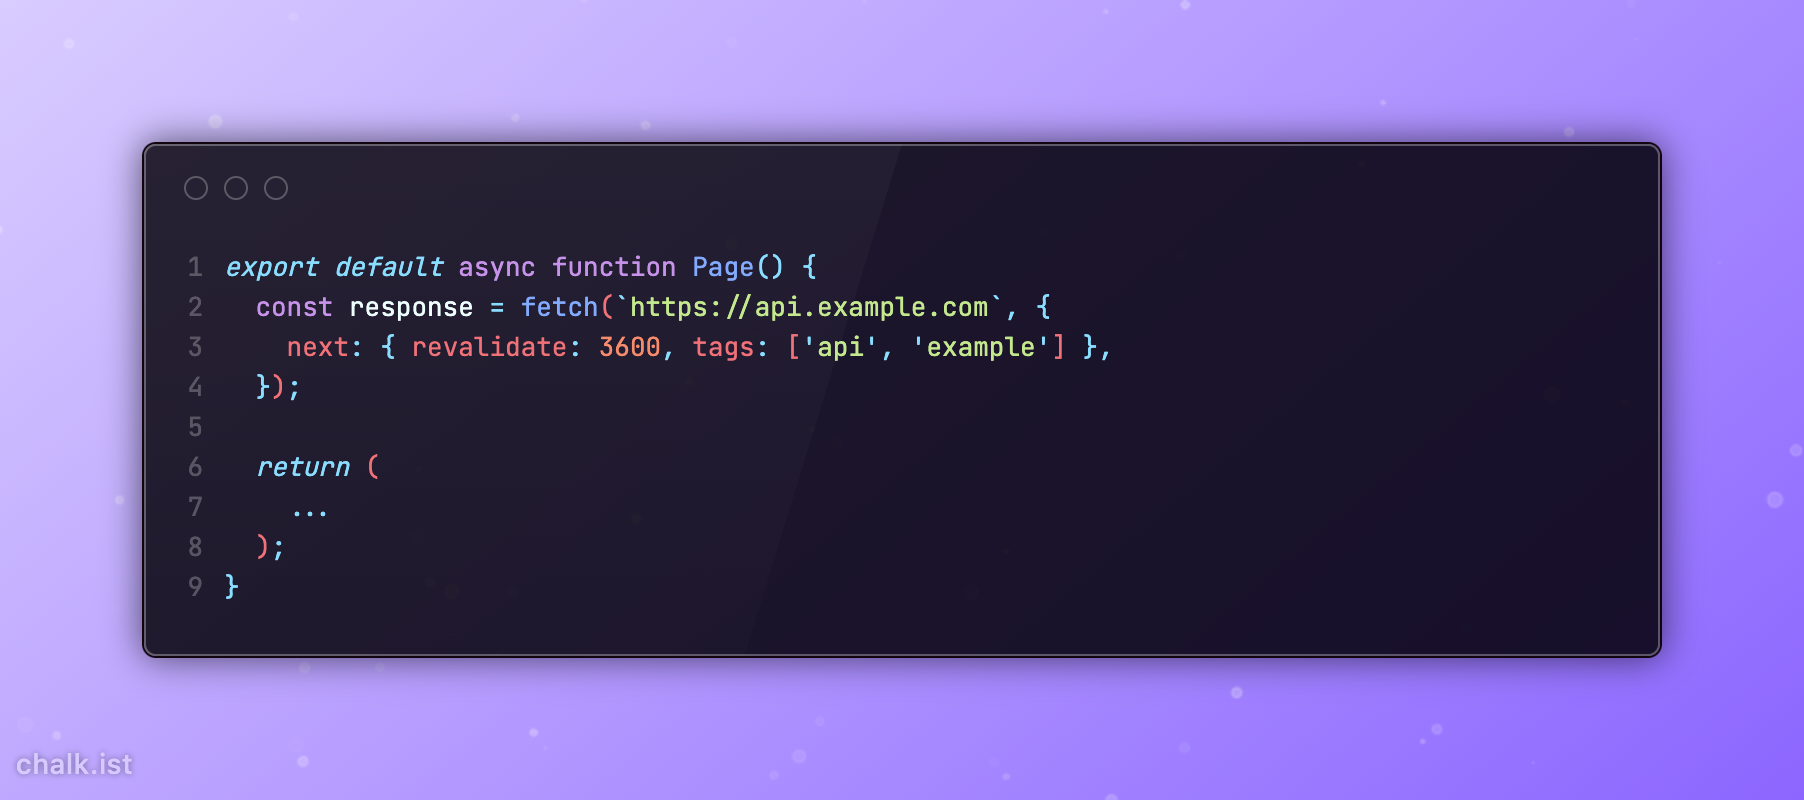 1 export default async function Page() {
2   const response = fetch(`https://api.example.com`, {
3     next: { revalidate: 3600, tags: ['api', 'example'] },
4   });
5
6   return (
7     ...
8   );
9 }
chalk.ist